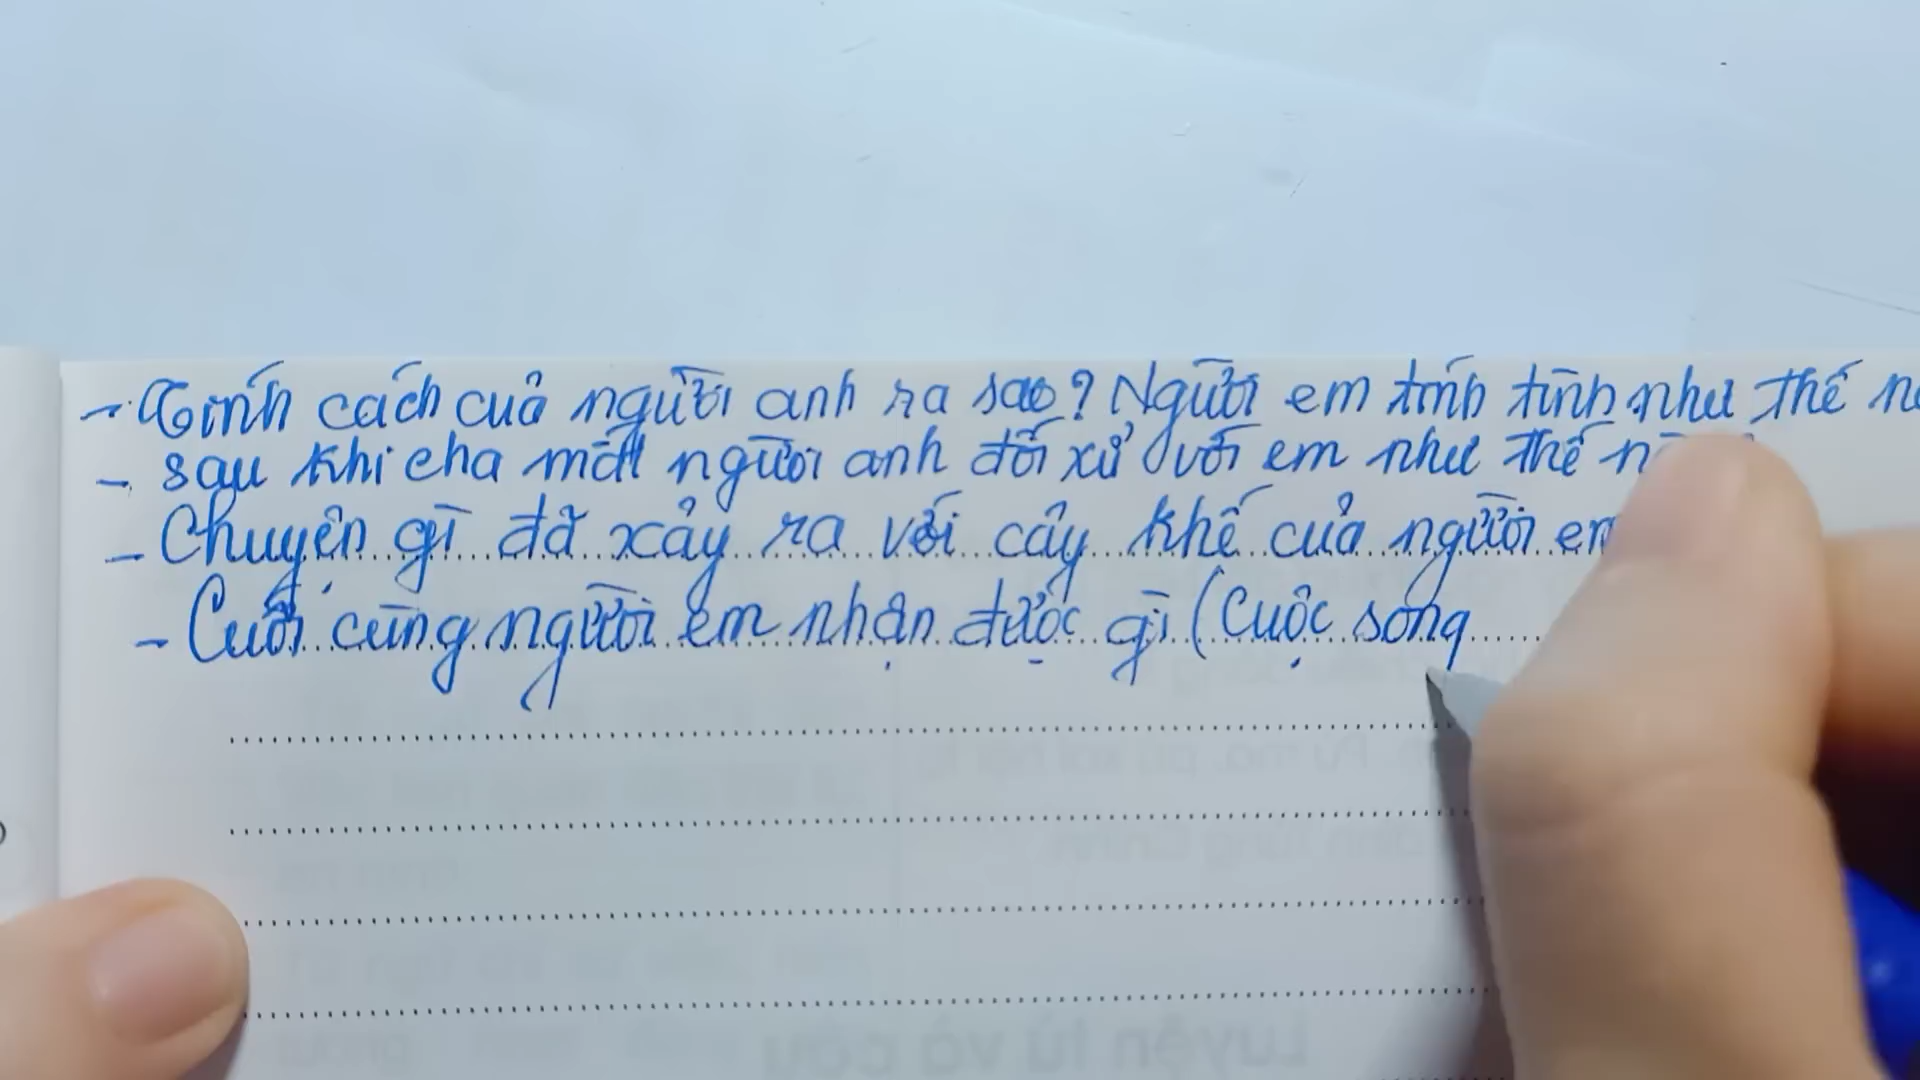 - Tính cách của người anh ra sao? Người em tính tình như thế
- sau khi cha mất người anh đối xử với em như thế
- Chuyện gì đã xảy ra với cây khế của người em
- Cuối cùng người em nhận được gì (Cuộc sống